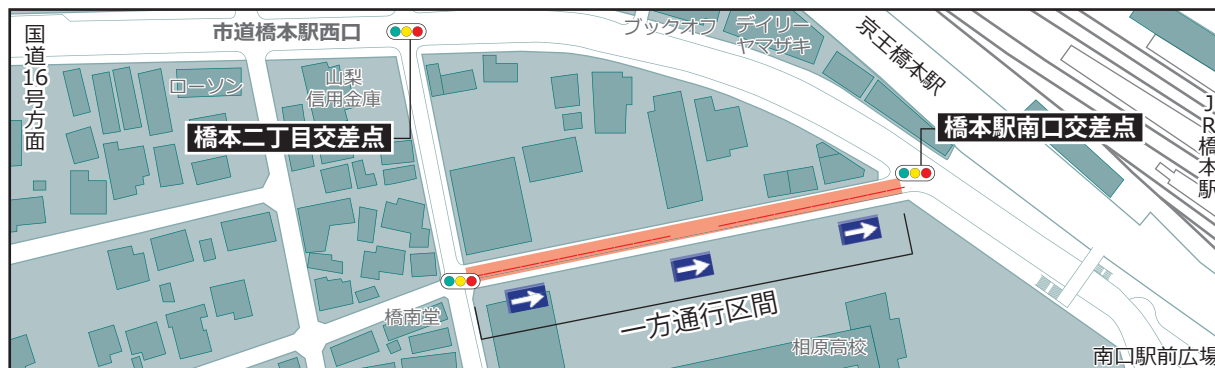 国道16号方面
市道橋本駅西口
ブックオフ
デイリー
ヤマザキ
京王橋本駅
JR橋本駅
ローソン
山梨
信用金庫
橋本二丁目交差点
橋本駅南口交差点
橋南堂
一方通行区間
相原高校
南口駅前広場